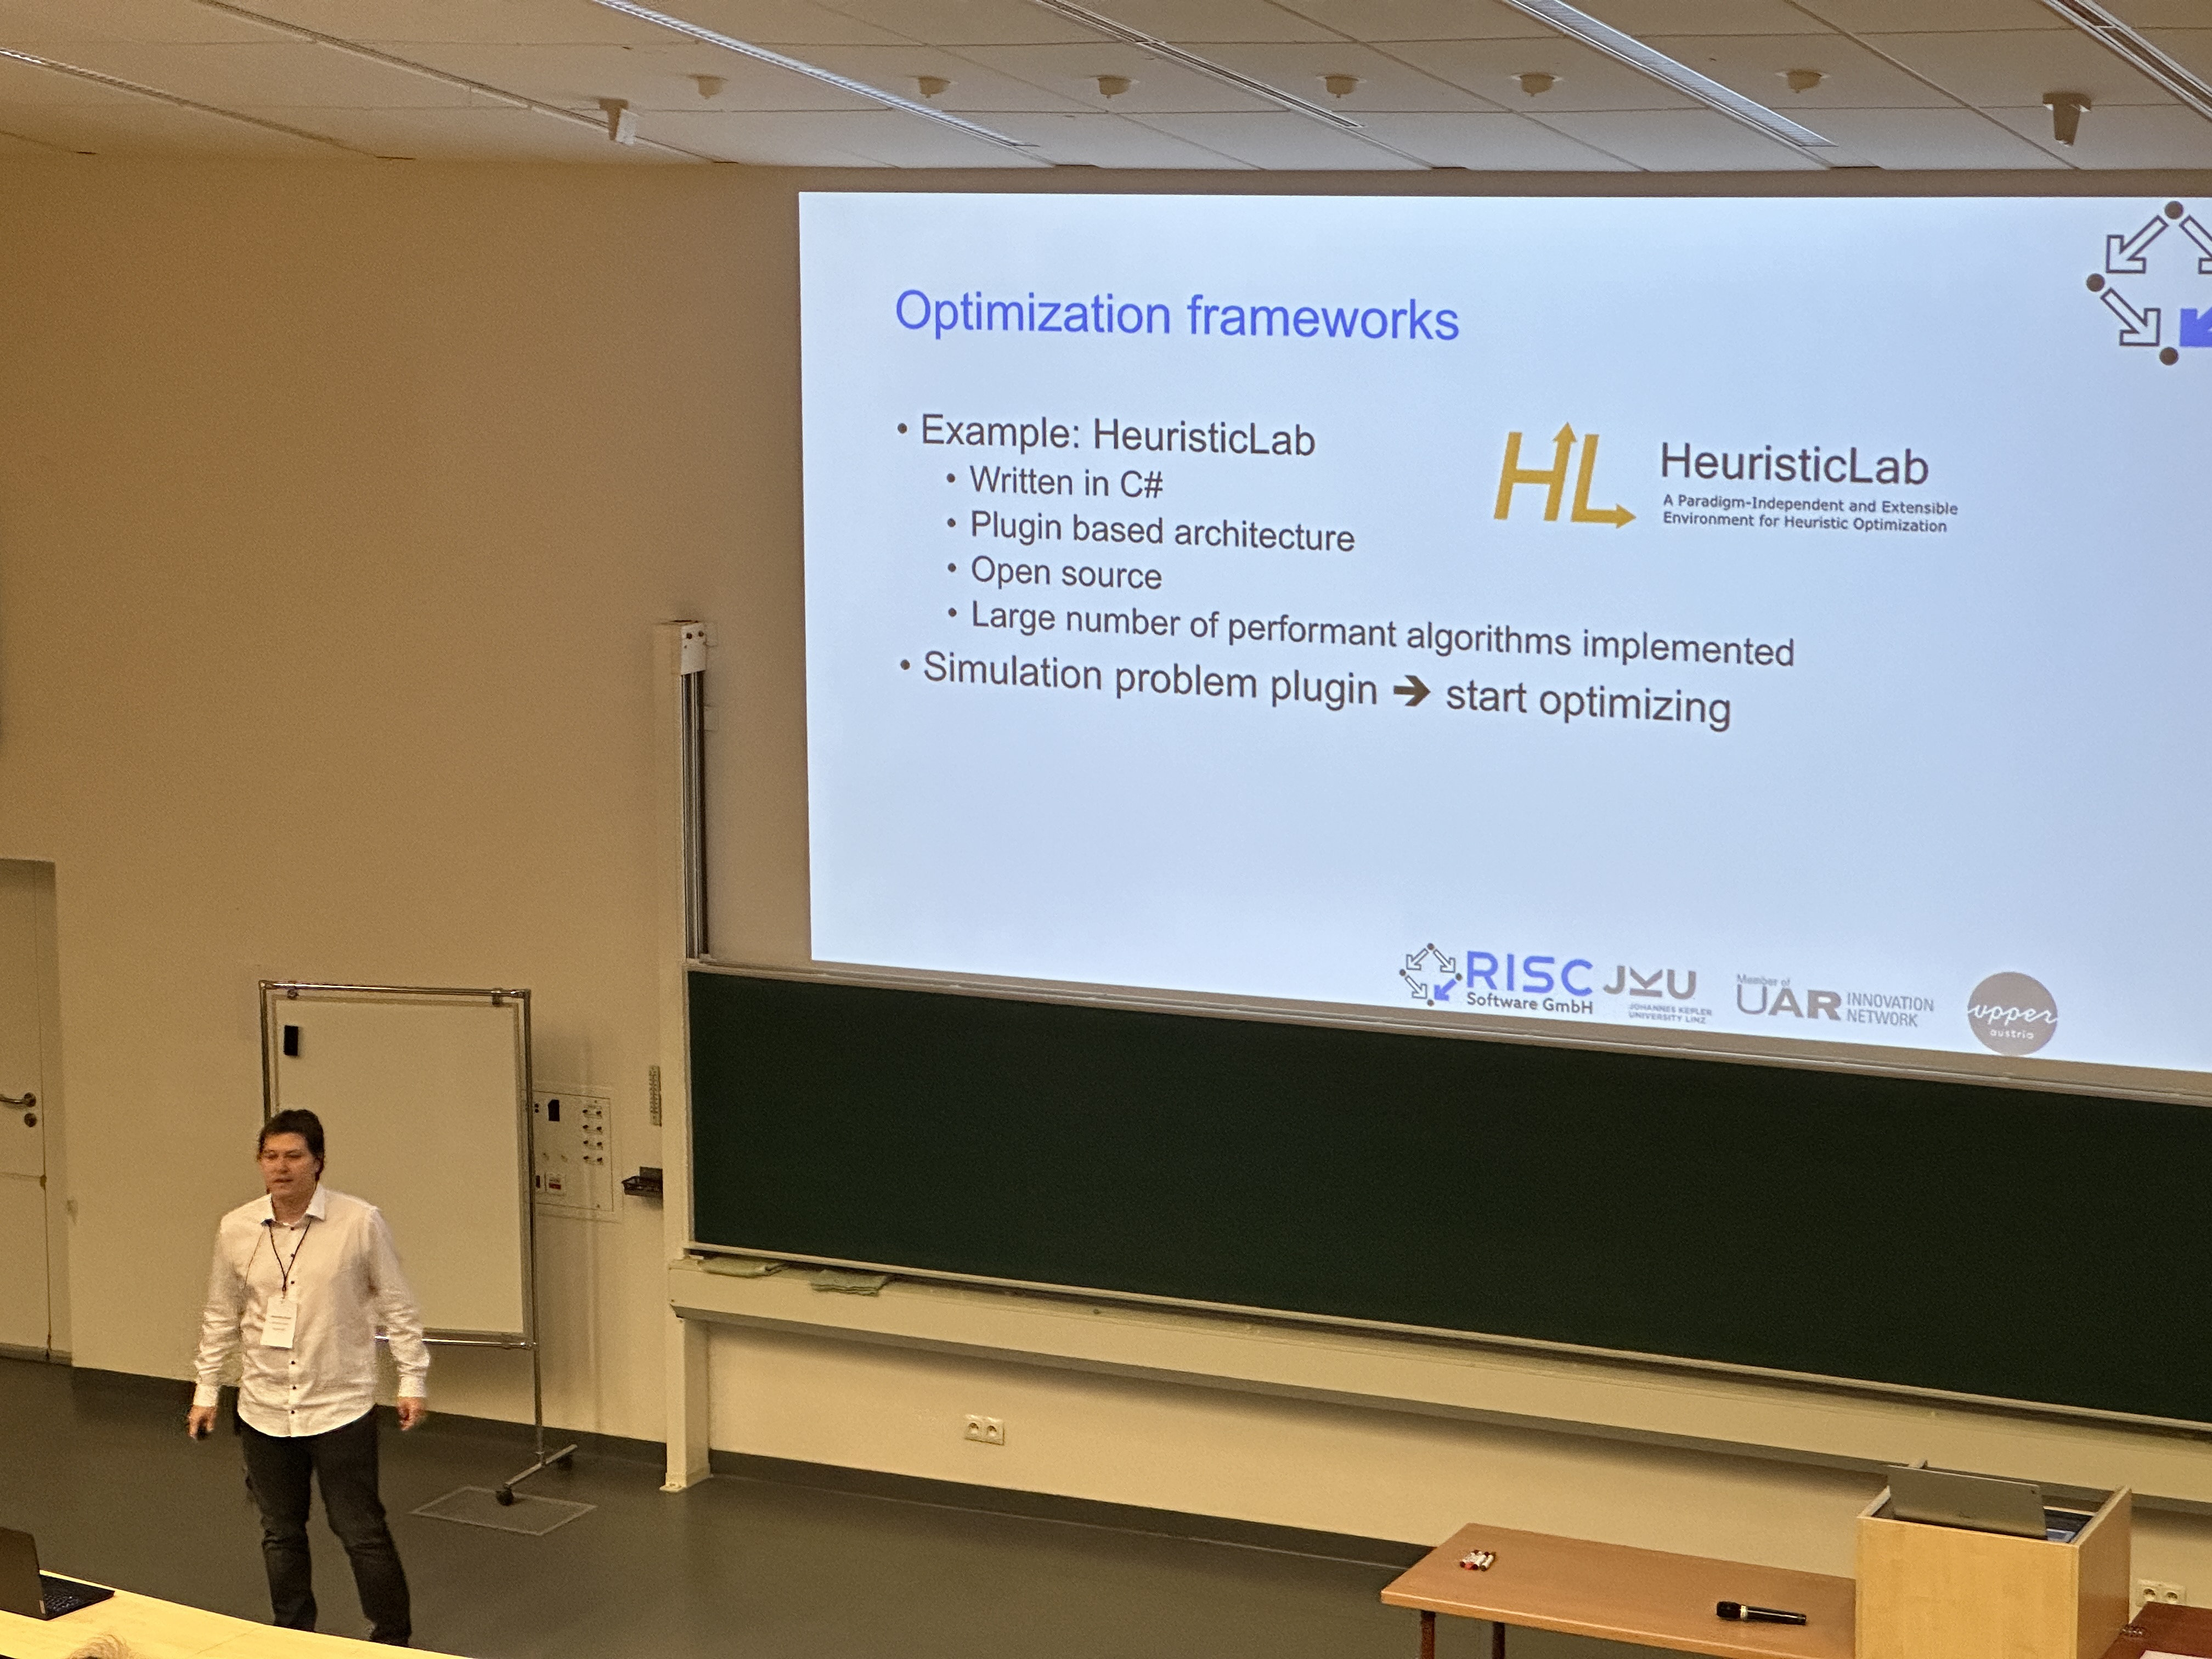 Optimization frameworks
• Example: HeuristicLab
• Written in C#
• Plugin based architecture
• Open source
• Large number of performant algorithms implemented
• Simulation problem plugin ➔ start optimizing
HL
HeuristicLab
A Paradigm-Independent and Extensible
Environment for Heuristic Optimization
RISC
Software GmbH
JKU
JOHANNES KEPLER
UNIVERSITY LINZ
Member of
UAR INNOVATION
NETWORK
upper
austria